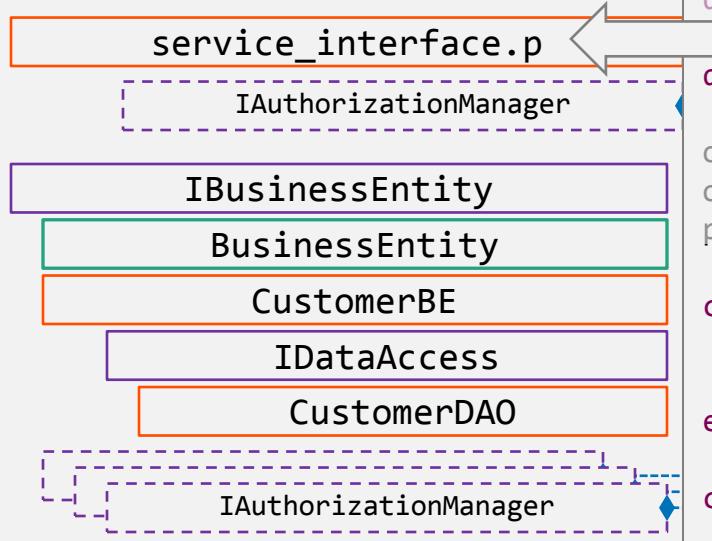 service_interface.p
IAuthorizationManager
IBusinessEntity
BusinessEntity
CustomerBE
IDataAccess
CustomerDAO
IAuthorizationManager